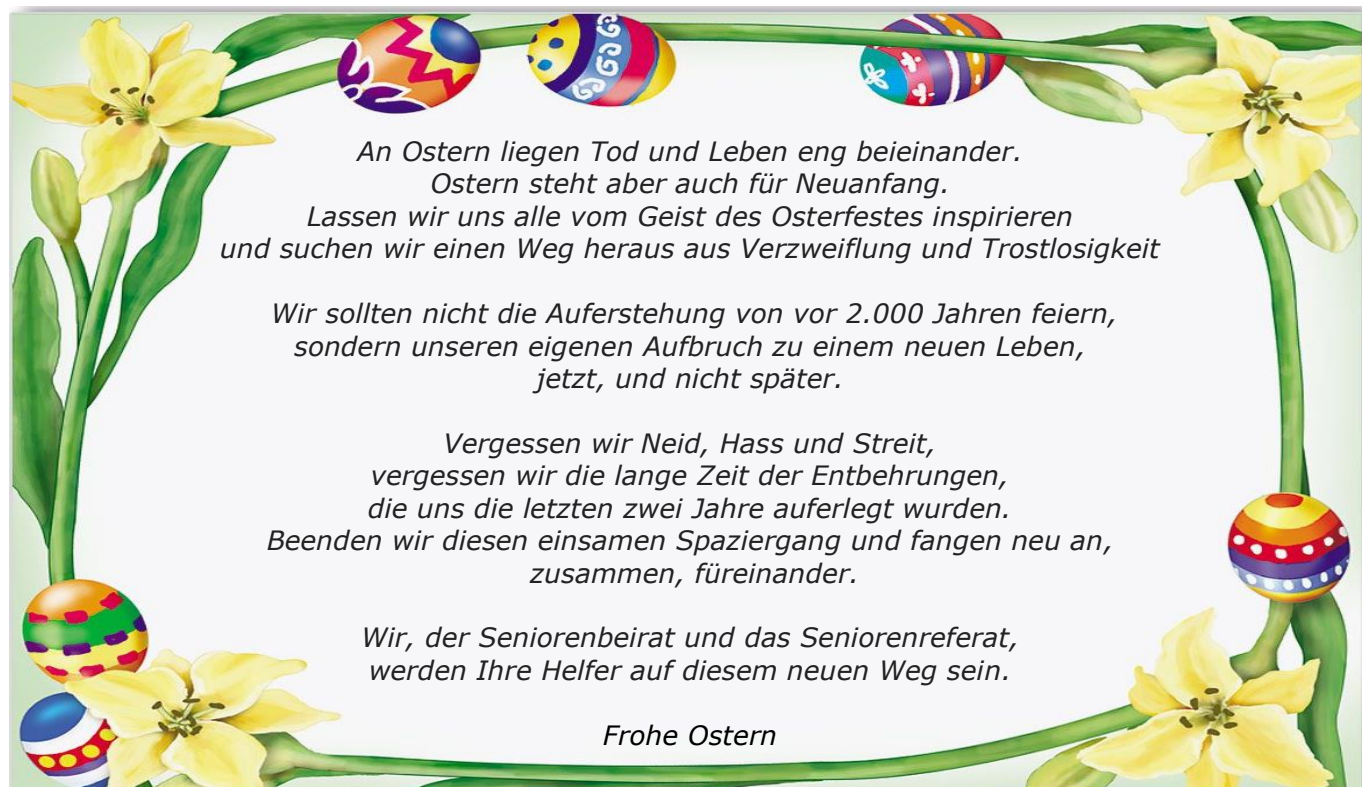 An Ostern liegen Tod und Leben eng beieinander.
Ostern steht aber auch für Neuanfang.
Lassen wir uns alle vom Geist des Osterfestes inspirieren
und suchen wir einen Weg heraus aus Verzweiflung und Trostlosigkeit
Wir sollten nicht die Auferstehung von vor 2.000 Jahren feiern,
sondern unseren eigenen Aufbruch zu einem neuen Leben,
jetzt, und nicht später.
Vergessen wir Neid, Hass und Streit,
vergessen wir die lange Zeit der Entbehrungen,
die uns die letzten zwei Jahre auferlegt wurden.
Beenden wir diesen einsamen Spaziergang und fangen neu an,
zusammen, füreinander.
Wir, der Seniorenbeirat und das Seniorenreferat,
werden Ihre Helfer auf diesem neuen Weg sein.
Frohe Ostern